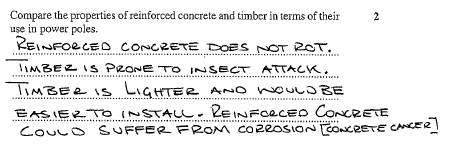 Compare the properties of reinforced concrete and timber in terms of their 2
use in power poles.
REINFORCED CONCRETE DOES NOT ROT.
TIMBER IS PRONE TO INSECT ATTACK.
TIMBER IS LIGHTER AND WOULD BE
EASIER TO INSTALL. REINFORCED CONCRETE
COULD SUFFER FROM CORROSION [CONCRETE CANCER]